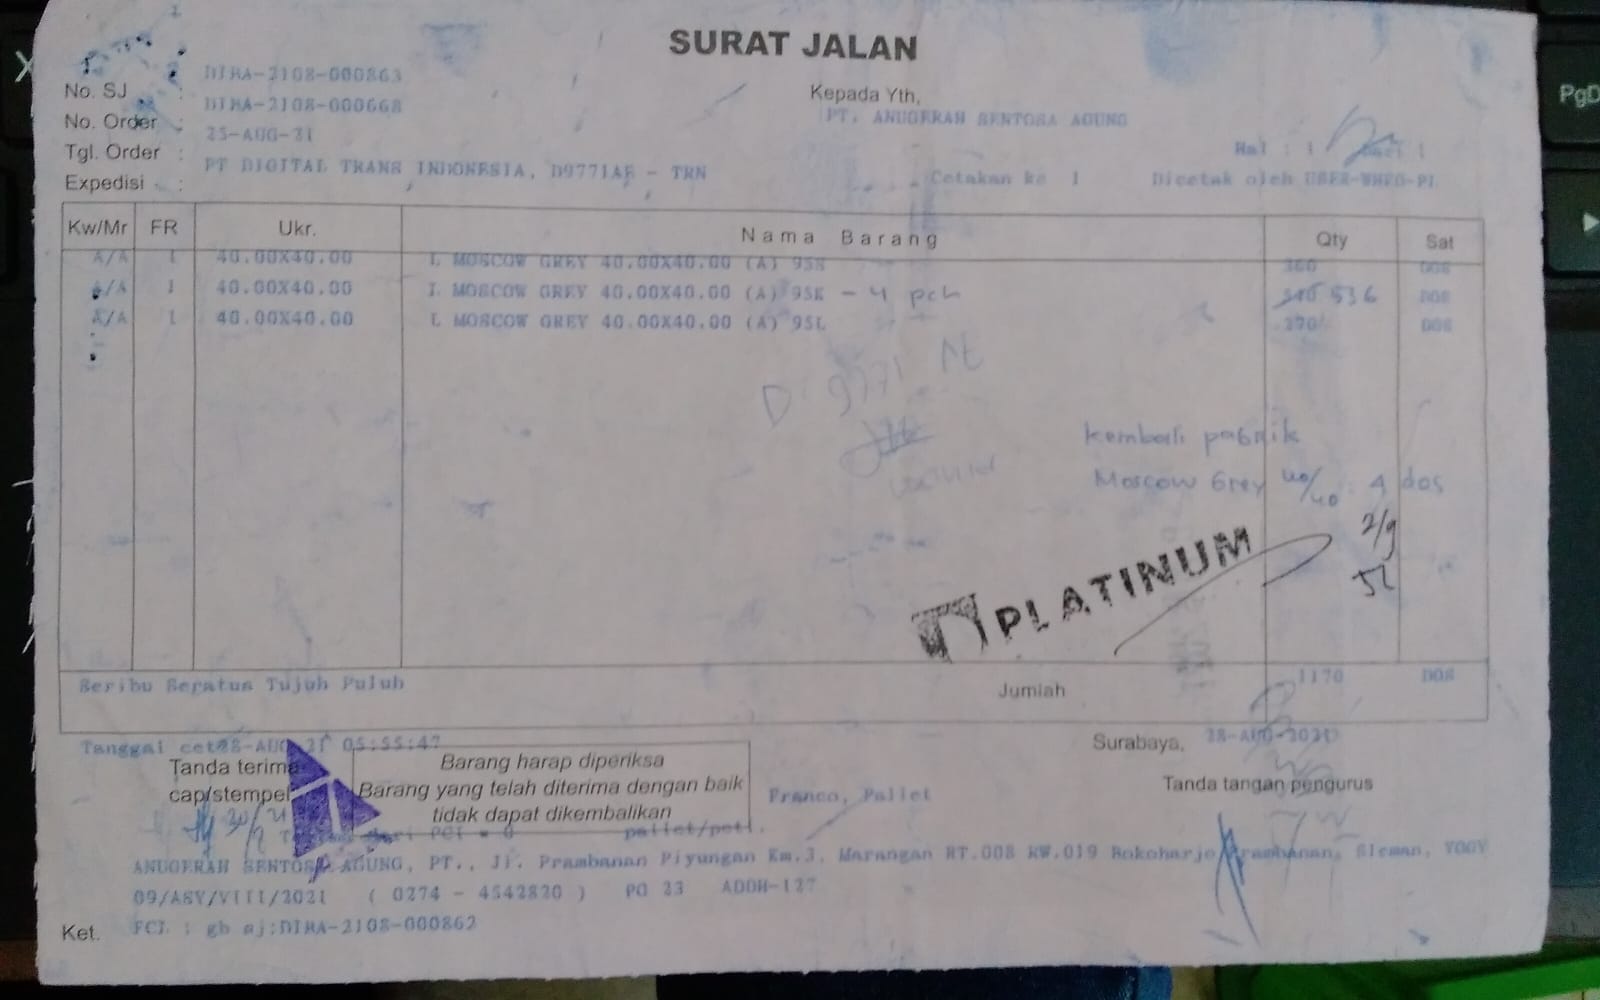 SURAT JALAN
No. SJ : DIMA-2108-000863
No. Order : DIMA-2108-000668
Tgl. Order : 25-AUG-21
Expedisi : PT DIGITAL TRANS INDONESIA, D9771AE - TRN
Kepada Yth,
PT. ANUGERAH SENTOSA AGUNG
Hal : 1 dari 1
Cetakan ke 1 Dicetak oleh USER-WHFG-PI
Kw/Mr FR Ukr. Nama Barang Qty Sat
A/A 1 40.00X40.00 L MOSCOW GREY 40.00X40.00 (A) 95N 360 DOS
A/A 1 40.00X40.00 L MOSCOW GREY 40.00X40.00 (A) 95K - 4 pch 540 536 DOS
A/A 1 40.00X40.00 L MOSCOW GREY 40.00X40.00 (A) 95L 270 DOS
D. 9771 AE
Kembali pabrik
Moscow Grey 40/40 : 4 dos
2/9
PLATINUM
Seribu Seratus Tujuh Puluh Jumlah 1170 DOS
Tanggal cet28-AUG-21 05:55:47
Surabaya, 28-AUG-2021
Tanda terima
cap/stempel
Barang harap diperiksa
Barang yang telah diterima dengan baik
tidak dapat dikembalikan
Franco, Pallet
Tanda tangan pengurus
dari PCI = 0 pallet/peti.
ANUGERAH SENTOSA AGUNG, PT., Jl. Prambanan Piyungan Km.3, Marangan RT.008 RW.019 Bokoharjo Prambanan, Sleman, YOGY
09/ASY/VIII/2021 ( 0274 - 4542820 ) PO 23 ADDH-127
Ket. FCL : gb sj:DIMA-2108-000862